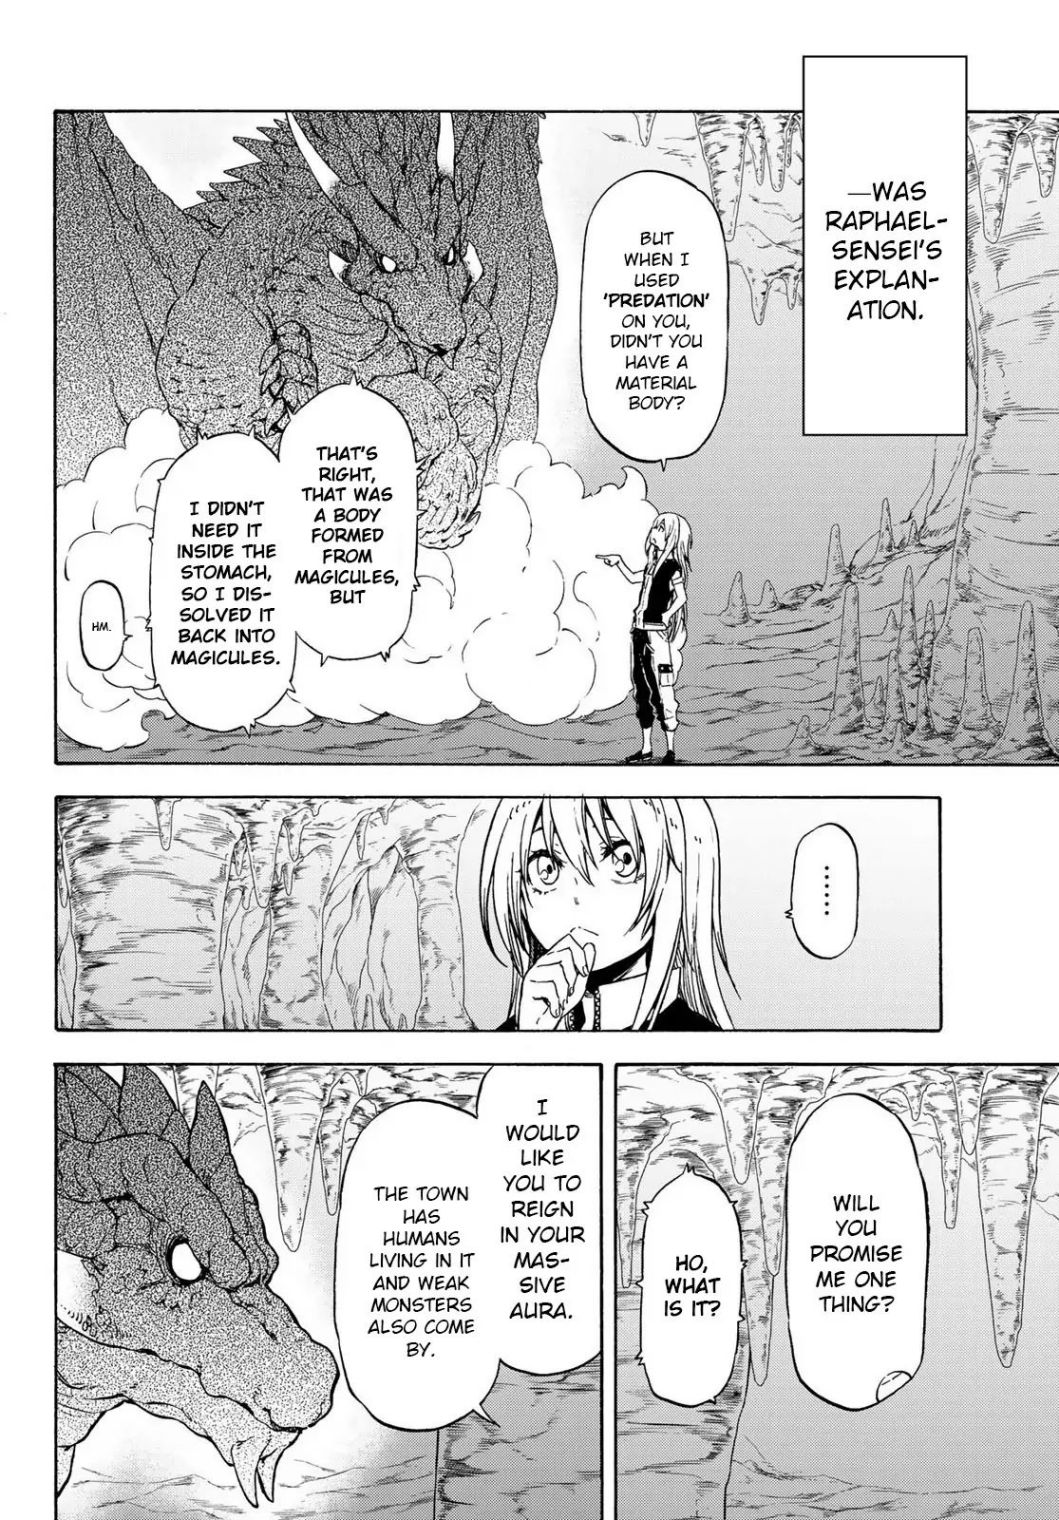 —WAS
RAPHAEL-
SENSEI'S
EXPLAN-
ATION.
BUT
WHEN I
USED
'PREDATION'
ON YOU,
DIDN'T YOU
HAVE A
MATERIAL
BODY?
THAT'S
RIGHT,
THAT WAS
A BODY
FORMED
FROM
MAGICULES,
BUT
I DIDN'T
NEED IT
INSIDE THE
STOMACH,
SO I DIS-
SOLVED IT
BACK INTO
MAGICULES.
HM.
......
WILL
YOU
PROMISE
ME ONE
THING?
HO,
WHAT
IS IT?
I
WOULD
LIKE
YOU TO
REIGN
IN YOUR
MAS-
SIVE
AURA.
THE TOWN
HAS
HUMANS
LIVING IN IT
AND WEAK
MONSTERS
ALSO COME
BY.